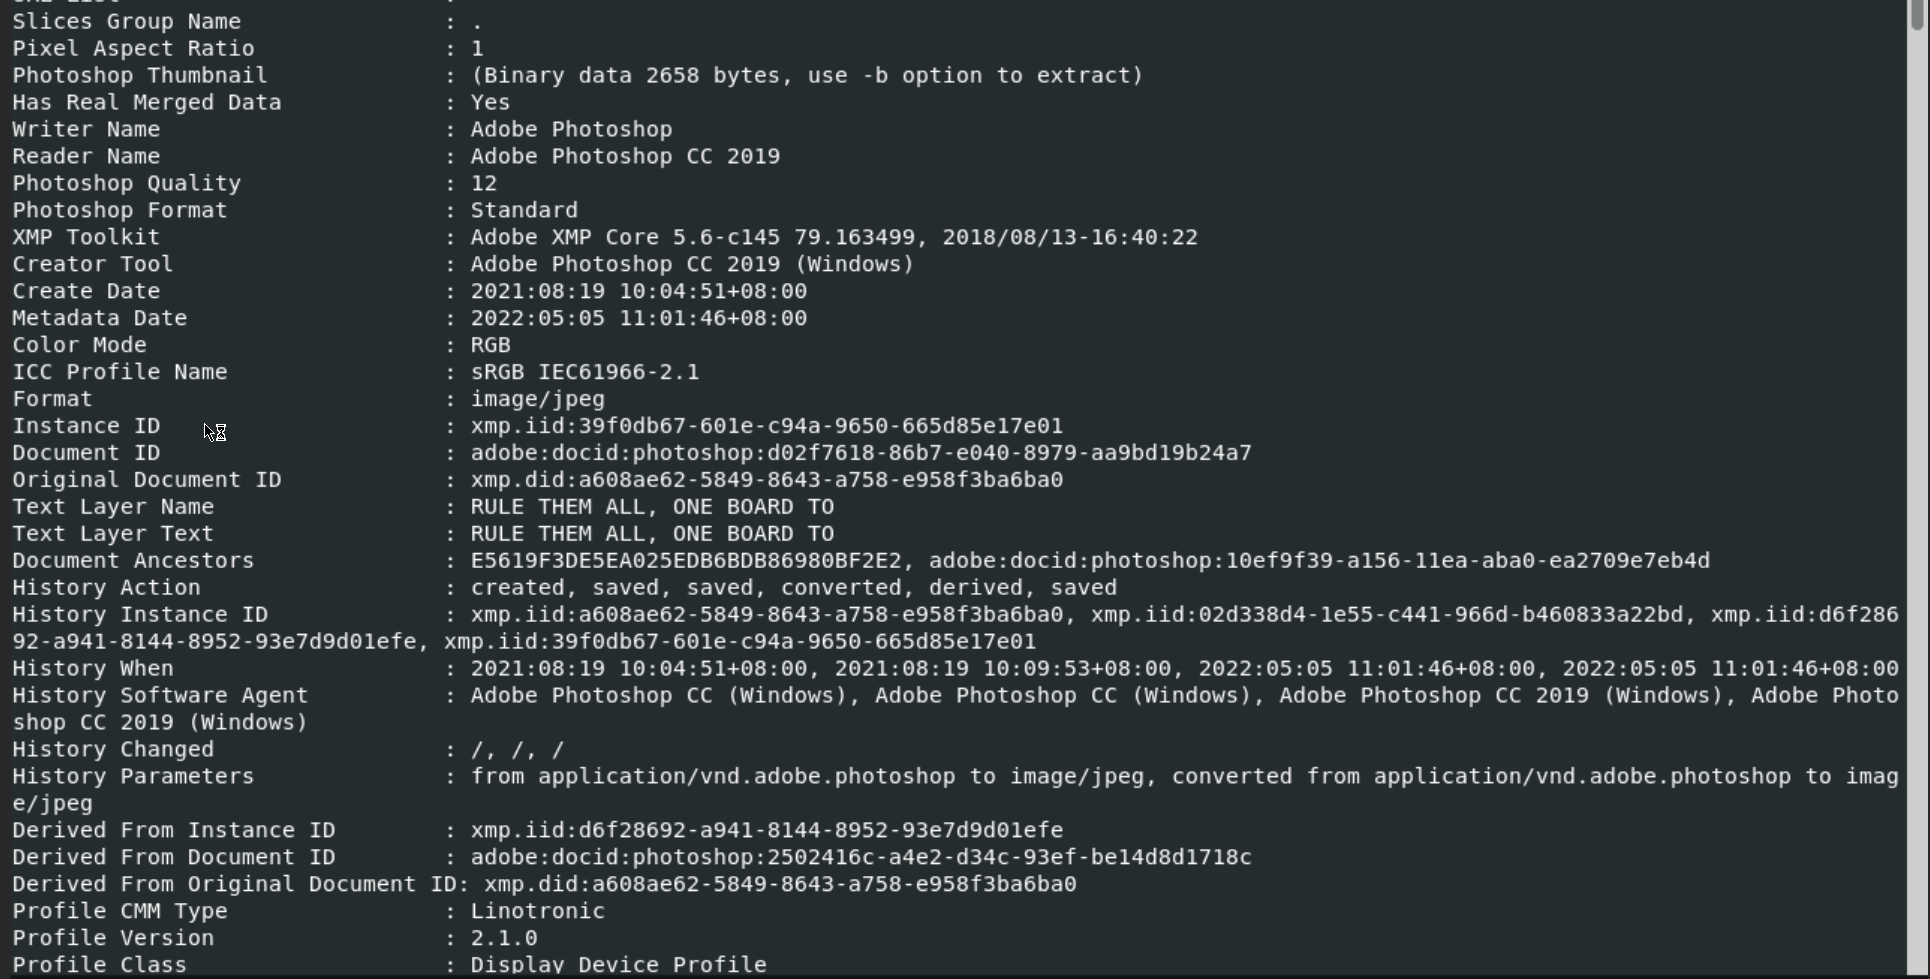 Slices Group Name                : .
Pixel Aspect Ratio               : 1
Photoshop Thumbnail              : (Binary data 2658 bytes, use -b option to extract)
Has Real Merged Data             : Yes
Writer Name                      : Adobe Photoshop
Reader Name                      : Adobe Photoshop CC 2019
Photoshop Quality                : 12
Photoshop Format                 : Standard
XMP Toolkit                      : Adobe XMP Core 5.6-c145 79.163499, 2018/08/13-16:40:22
Creator Tool                     : Adobe Photoshop CC 2019 (Windows)
Create Date                      : 2021:08:19 10:04:51+08:00
Metadata Date                    : 2022:05:05 11:01:46+08:00
Color Mode                       : RGB
ICC Profile Name                 : sRGB IEC61966-2.1
Format                           : image/jpeg
Instance ID                      : xmp.iid:39f0db67-601e-c94a-9650-665d85e17e01
Document ID                      : adobe:docid:photoshop:d02f7618-86b7-e040-8979-aa9bd19b24a7
Original Document ID             : xmp.did:a608ae62-5849-8643-a758-e958f3ba6ba0
Text Layer Name                  : RULE THEM ALL, ONE BOARD TO
Text Layer Text                  : RULE THEM ALL, ONE BOARD TO
Document Ancestors               : E5619F3DE5EA025EDB6BDB86980BF2E2, adobe:docid:photoshop:10ef9f39-a156-11ea-aba0-ea2709e7eb4d
History Action                   : created, saved, saved, converted, derived, saved
History Instance ID              : xmp.iid:a608ae62-5849-8643-a758-e958f3ba6ba0, xmp.iid:02d338d4-1e55-c441-966d-b460833a22bd, xmp.iid:d6f286
92-a941-8144-8952-93e7d9d01efe, xmp.iid:39f0db67-601e-c94a-9650-665d85e17e01
History When                     : 2021:08:19 10:04:51+08:00, 2021:08:19 10:09:53+08:00, 2022:05:05 11:01:46+08:00, 2022:05:05 11:01:46+08:00
History Software Agent           : Adobe Photoshop CC (Windows), Adobe Photoshop CC (Windows), Adobe Photoshop CC 2019 (Windows), Adobe Photo
shop CC 2019 (Windows)
History Changed                  : /, /, /
History Parameters               : from application/vnd.adobe.photoshop to image/jpeg, converted from application/vnd.adobe.photoshop to imag
e/jpeg
Derived From Instance ID         : xmp.iid:d6f28692-a941-8144-8952-93e7d9d01efe
Derived From Document ID         : adobe:docid:photoshop:2502416c-a4e2-d34c-93ef-be14d8d1718c
Derived From Original Document ID: xmp.did:a608ae62-5849-8643-a758-e958f3ba6ba0
Profile CMM Type                 : Linotronic
Profile Version                  : 2.1.0
Profile Class                    : Display Device Profile